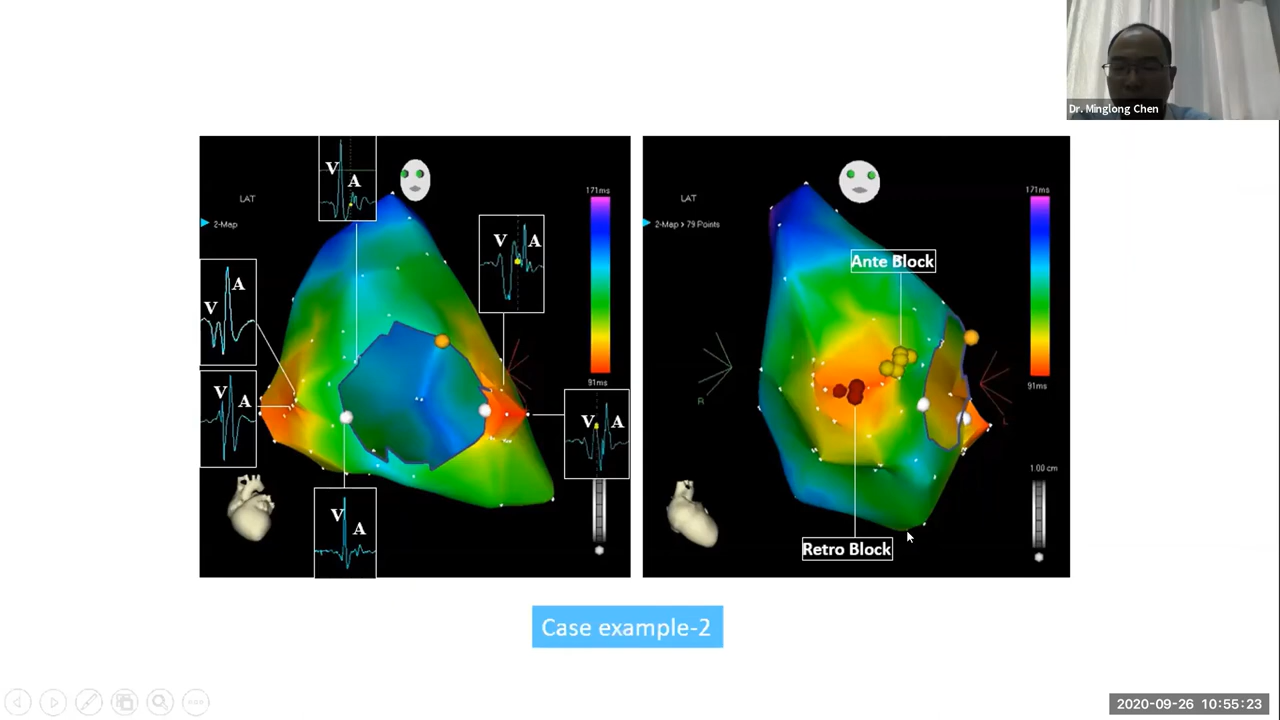 Dr. Minglong Chen
LAT
2-Map
171ms
91ms
V
A
V
A
V
A
V
A
V
A
V
A
LAT
2-Map > 79 Points
171ms
91ms
1.00 cm
R
L
Ante Block
Retro Block
Case example-2
2020-09-26 10:55:23